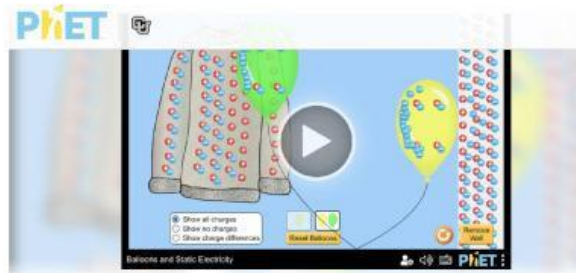 PhET
Show all charges
Show no charges
Show charge differences
Reset Balloons
Remove
Wall
Balloons and Static Electricity
PhET